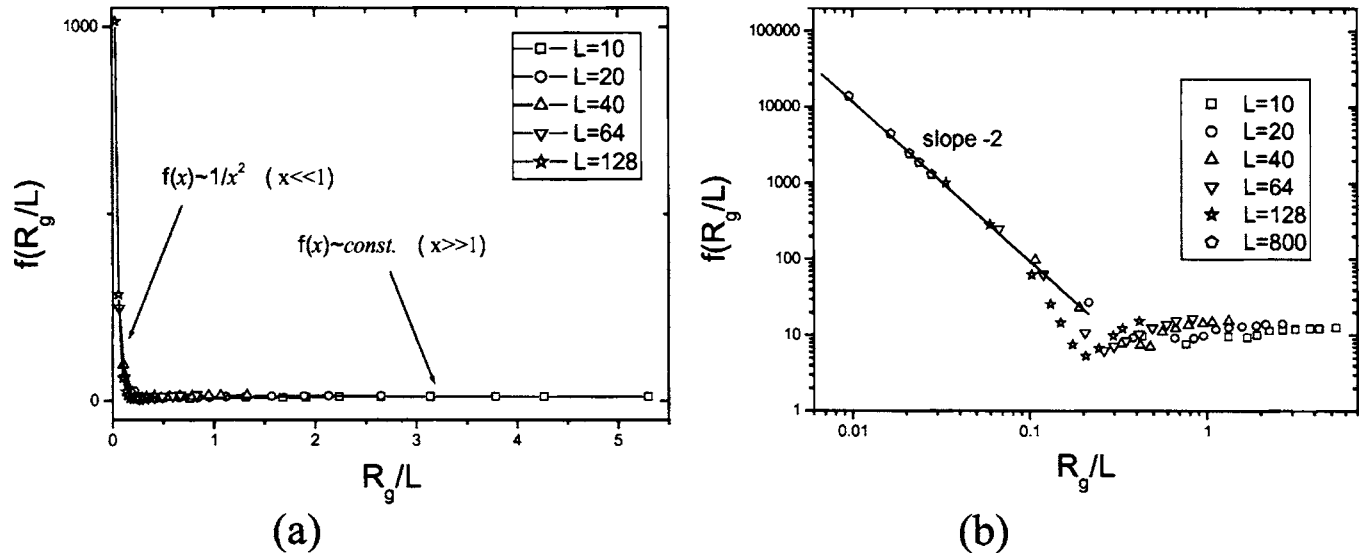 1000
0
f(R_g/L)
L=10
L=20
L=40
L=64
L=128
f(x)~1/x² ( x<<1)
f(x)~const. ( x>>1)
0 1 2 3 4 5
R_g/L
(a)
100000
10000
1000
100
10
1
f(R_g/L)
slope -2
L=10
L=20
L=40
L=64
L=128
L=800
0.01 0.1 1
R_g/L
(b)